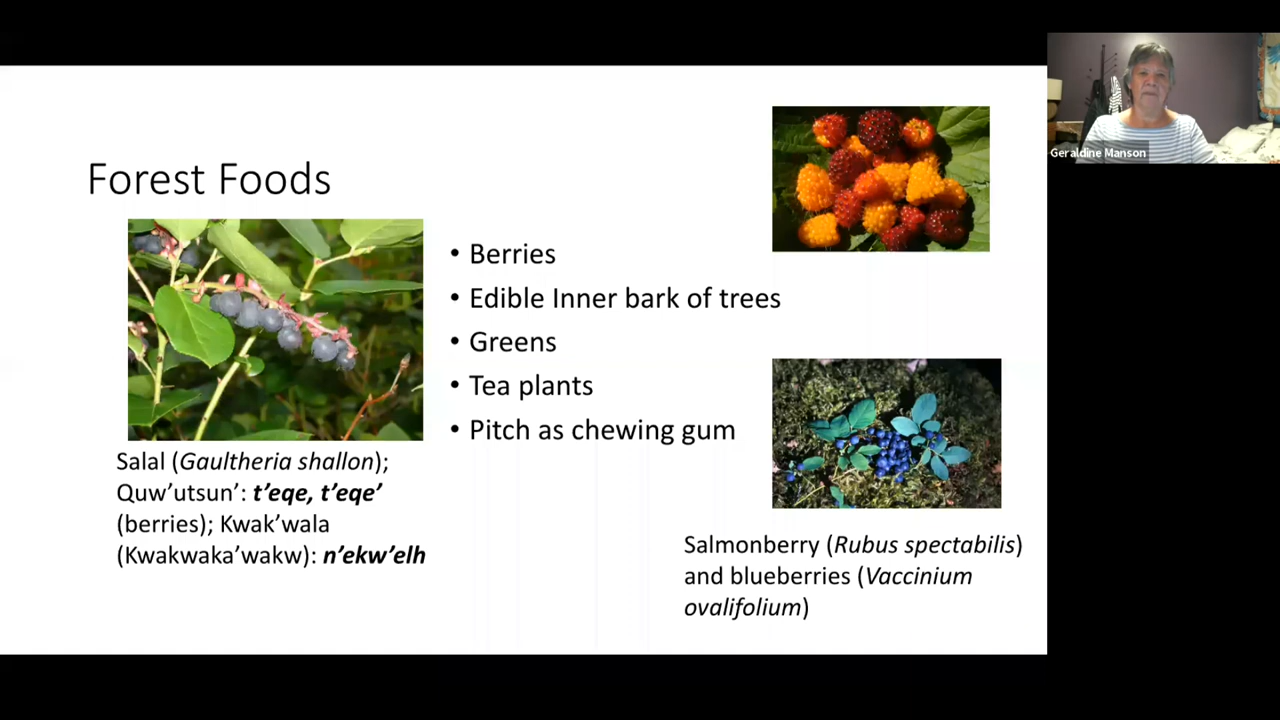 Forest Foods
• Berries
• Edible Inner bark of trees
• Greens
• Tea plants
• Pitch as chewing gum
Salal (Gaultheria shallon);
Quw’utsun’: t’eqe, t’eqe’
(berries); Kwak’wala
(Kwakwaka’wakw): n’ekw’elh
Salmonberry (Rubus spectabilis)
and blueberries (Vaccinium
ovalifolium)
Geraldine Manson